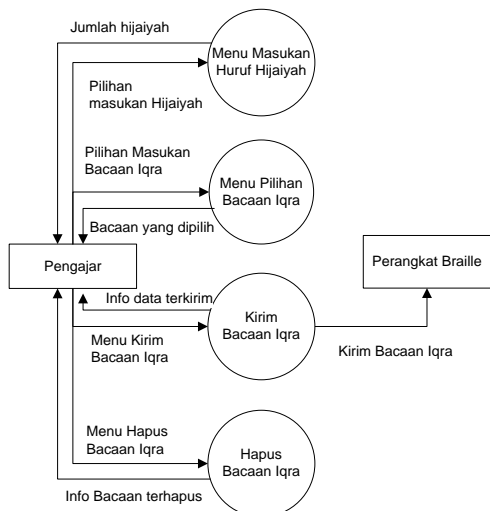 Jumlah hijaiyah
Menu Masukan
Huruf Hijaiyah
Pilihan
masukan Hijaiyah
Pilihan Masukan
Bacaan Iqra
Menu Pilihan
Bacaan Iqra
Bacaan yang dipilih
Pengajar
Perangkat Braille
Info data terkirim
Kirim
Bacaan Iqra
Menu Kirim
Bacaan Iqra
Kirim Bacaan Iqra
Menu Hapus
Bacaan Iqra
Hapus
Bacaan Iqra
Info Bacaan terhapus